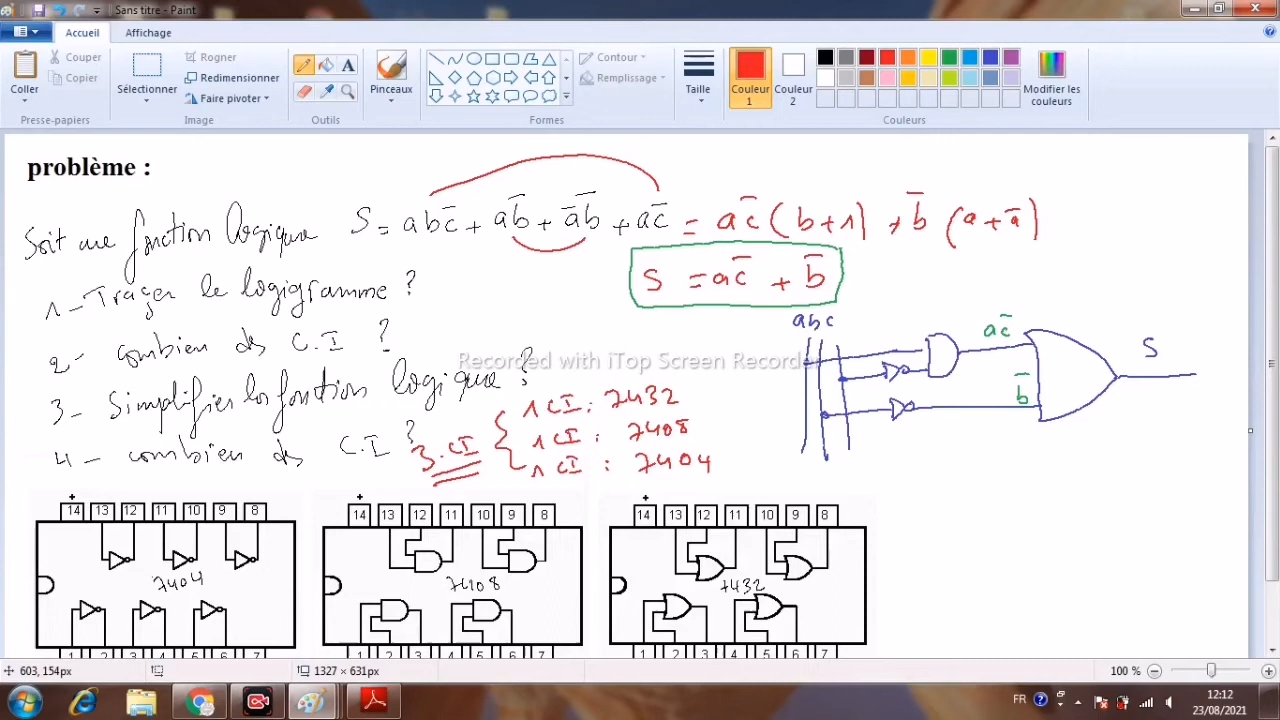 Sans titre - Paint
Accueil Affichage
Coller
Couper
Copier
Presse-papiers
Sélectionner
Rogner
Redimensionner
Faire pivoter
Image
Outils
Pinceaux
Formes
Contour
Remplissage
Taille
Couleur 1
Couleur 2
Modifier les couleurs
Couleurs
problème :
Soit une fonction logique S = abc̅ + ab̅ + a̅b̅ + ac̅ = ac̅ (b+1) + b̅ (a + a̅)
S = ac̅ + b̅
1- Traçer le logigramme ?
2- combien des C.I ?
3- Simplifier la fonction logique ?
4- combien des C.I ?
3.CI
1 CI : 7432
1 CI : 7408
1 CI : 7404
a b c
ac̅
b̅
S
Recorded with iTop Screen Recorder
+ + +
14 13 12 11 10 9 8
14 13 12 11 10 9 8
14 13 12 11 10 9 8
7404 7408 7432
1 2 3 4 5 6 7
1 2 3 4 5 6 7
1 2 3 4 5 6 7
603, 154px
1327 × 631px
100 %
FR
12:12
23/08/2021